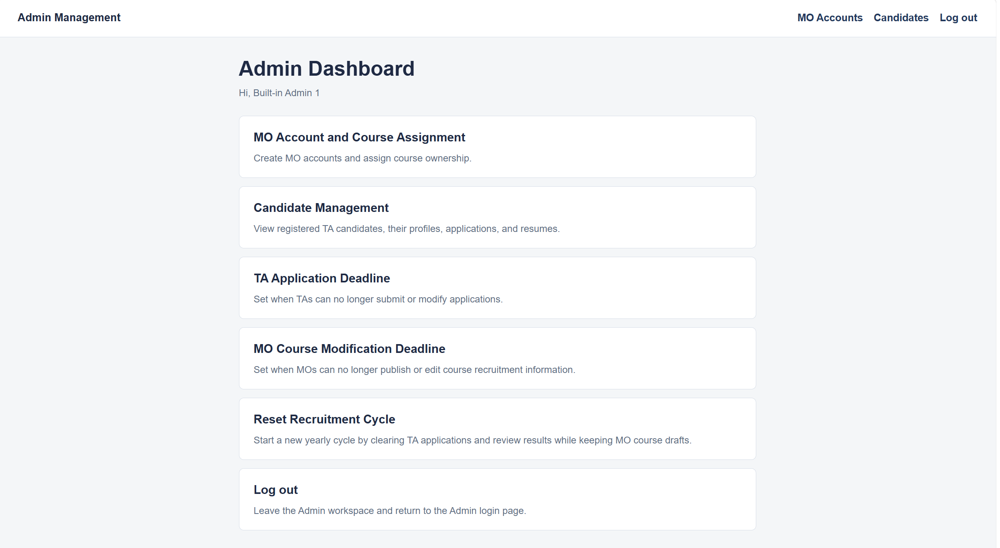 Admin Management
MO Accounts Candidates Log out
Admin Dashboard
Hi, Built-in Admin 1
MO Account and Course Assignment
Create MO accounts and assign course ownership.
Candidate Management
View registered TA candidates, their profiles, applications, and resumes.
TA Application Deadline
Set when TAs can no longer submit or modify applications.
MO Course Modification Deadline
Set when MOs can no longer publish or edit course recruitment information.
Reset Recruitment Cycle
Start a new yearly cycle by clearing TA applications and review results while keeping MO course drafts.
Log out
Leave the Admin workspace and return to the Admin login page.